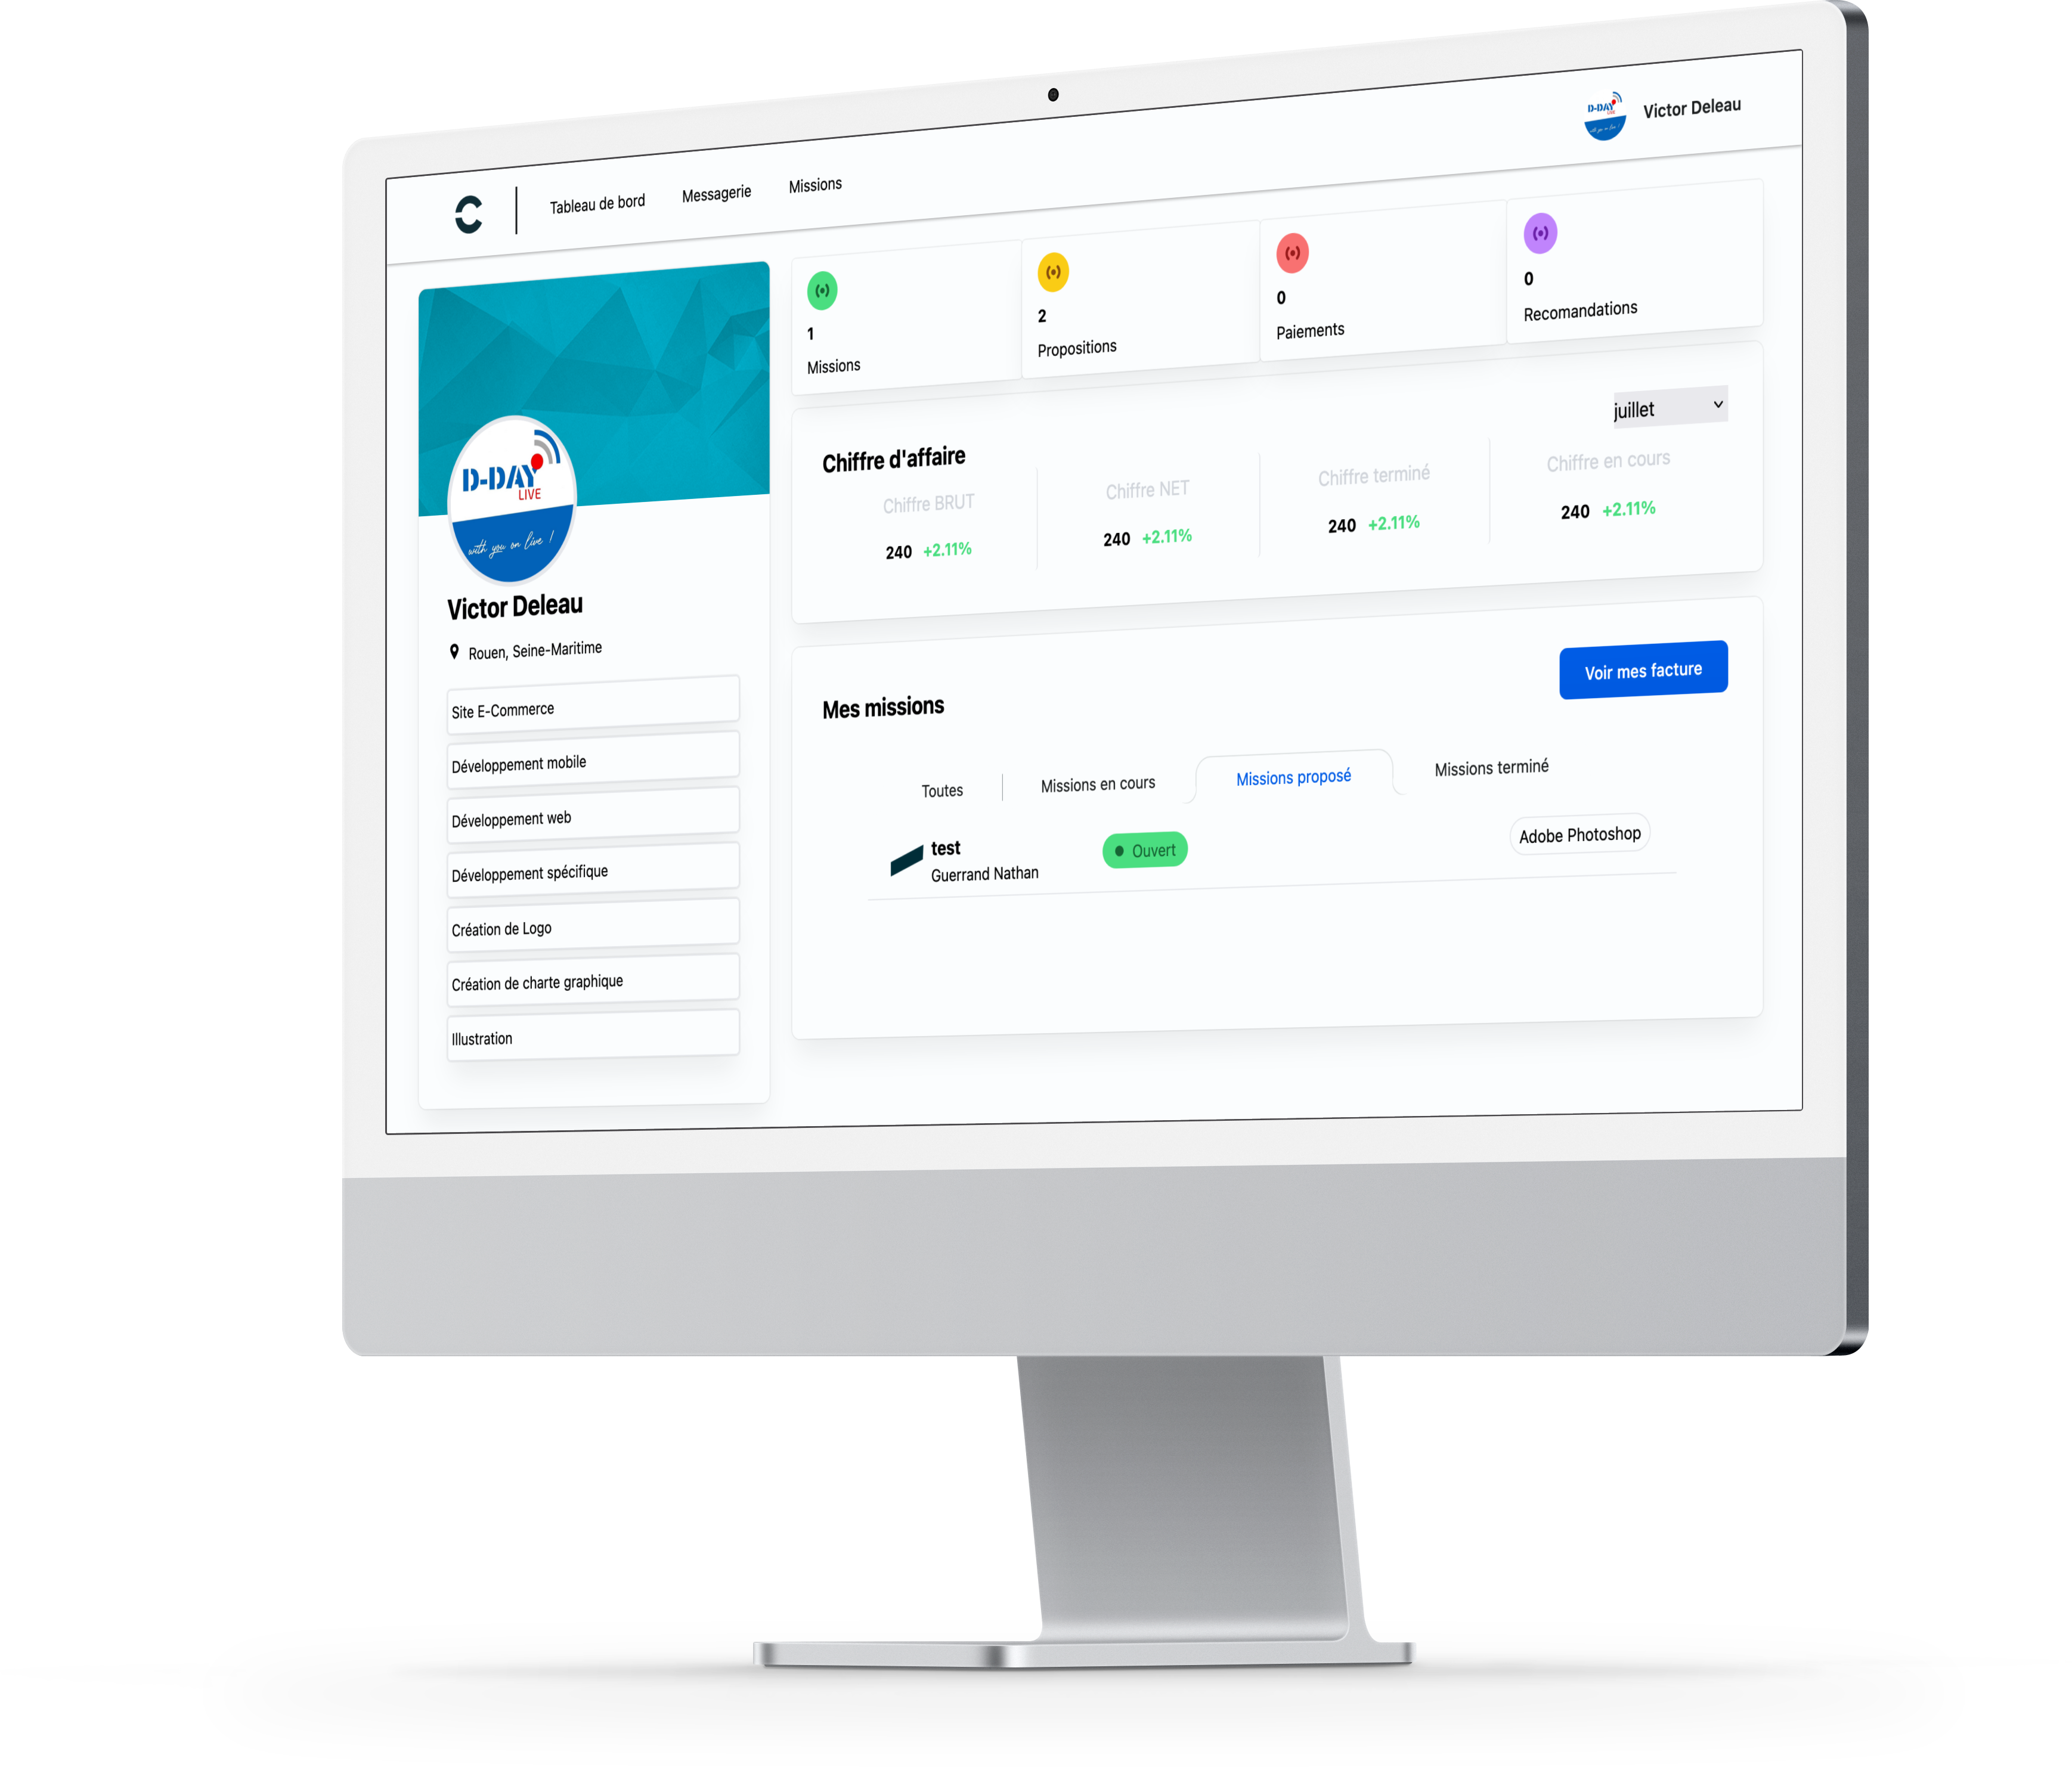 Tableau de bord
Messagerie
Missions
D-DAY
Victor Deleau
D-DAY
LIVE
with you on live !
Victor Deleau
Rouen, Seine-Maritime
Site E-Commerce
Développement mobile
Développement web
Développement spécifique
Création de Logo
Création de charte graphique
Illustration
1
Missions
2
Propositions
0
Paiements
0
Recomandations
juillet
Chiffre d'affaire
Chiffre BRUT
240 +2.11%
Chiffre NET
240 +2.11%
Chiffre terminé
240 +2.11%
Chiffre en cours
240 +2.11%
Voir mes facture
Mes missions
Toutes
Missions en cours
Missions proposé
Missions terminé
test
Guerrand Nathan
Ouvert
Adobe Photoshop